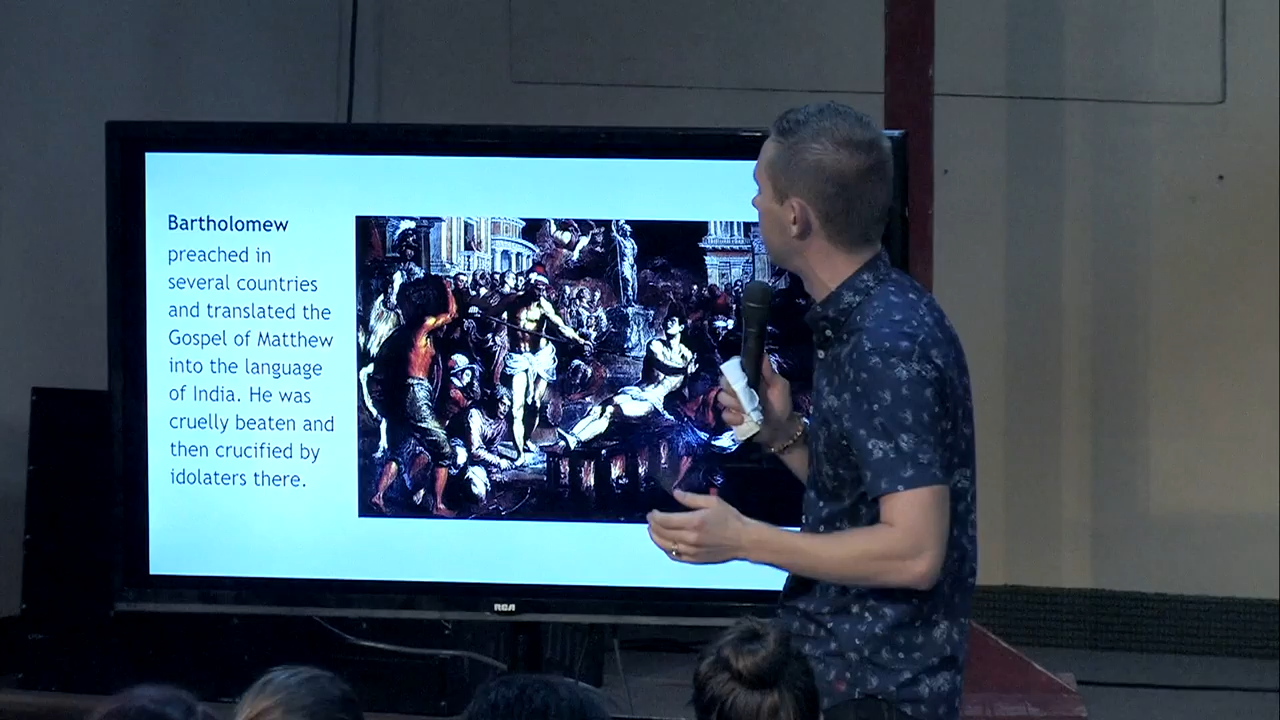 Bartholomew
preached in
several countries
and translated the
Gospel of Matthew
into the language
of India. He was
cruelly beaten and
then crucified by
idolaters there.
RCA